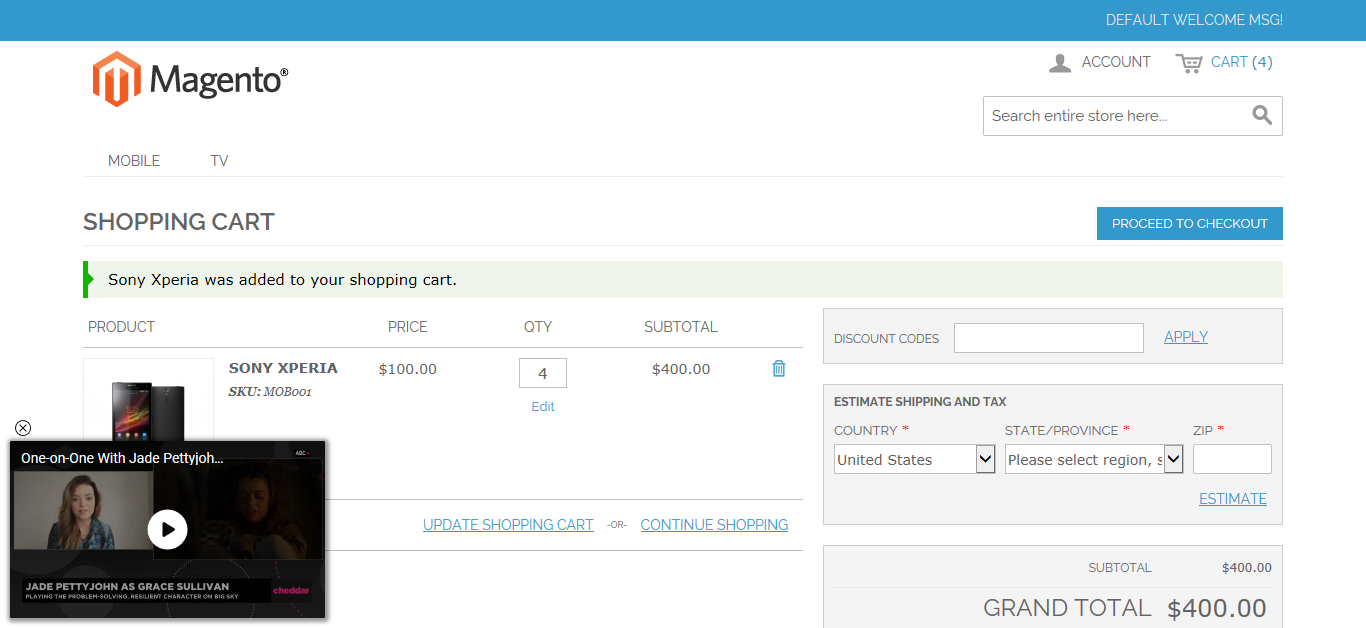 DEFAULT WELCOME MSG!
Magento®
ACCOUNT
CART (4)
Search entire store here...
MOBILE
TV
SHOPPING CART
PROCEED TO CHECKOUT
Sony Xperia was added to your shopping cart.
PRODUCT PRICE QTY SUBTOTAL
SONY XPERIA $100.00 4 $400.00
SKU: MOB001
Edit
UPDATE SHOPPING CART -OR- CONTINUE SHOPPING
DISCOUNT CODES APPLY
ESTIMATE SHIPPING AND TAX
COUNTRY * STATE/PROVINCE * ZIP *
United States Please select region, s
ESTIMATE
SUBTOTAL $400.00
GRAND TOTAL $400.00
One-on-One With Jade Pettyjoh...
ABC
JADE PETTYJOHN AS GRACE SULLIVAN
PLAYING THE PROBLEM-SOLVING, RESILIENT CHARACTER ON BIG SKY
cheddar